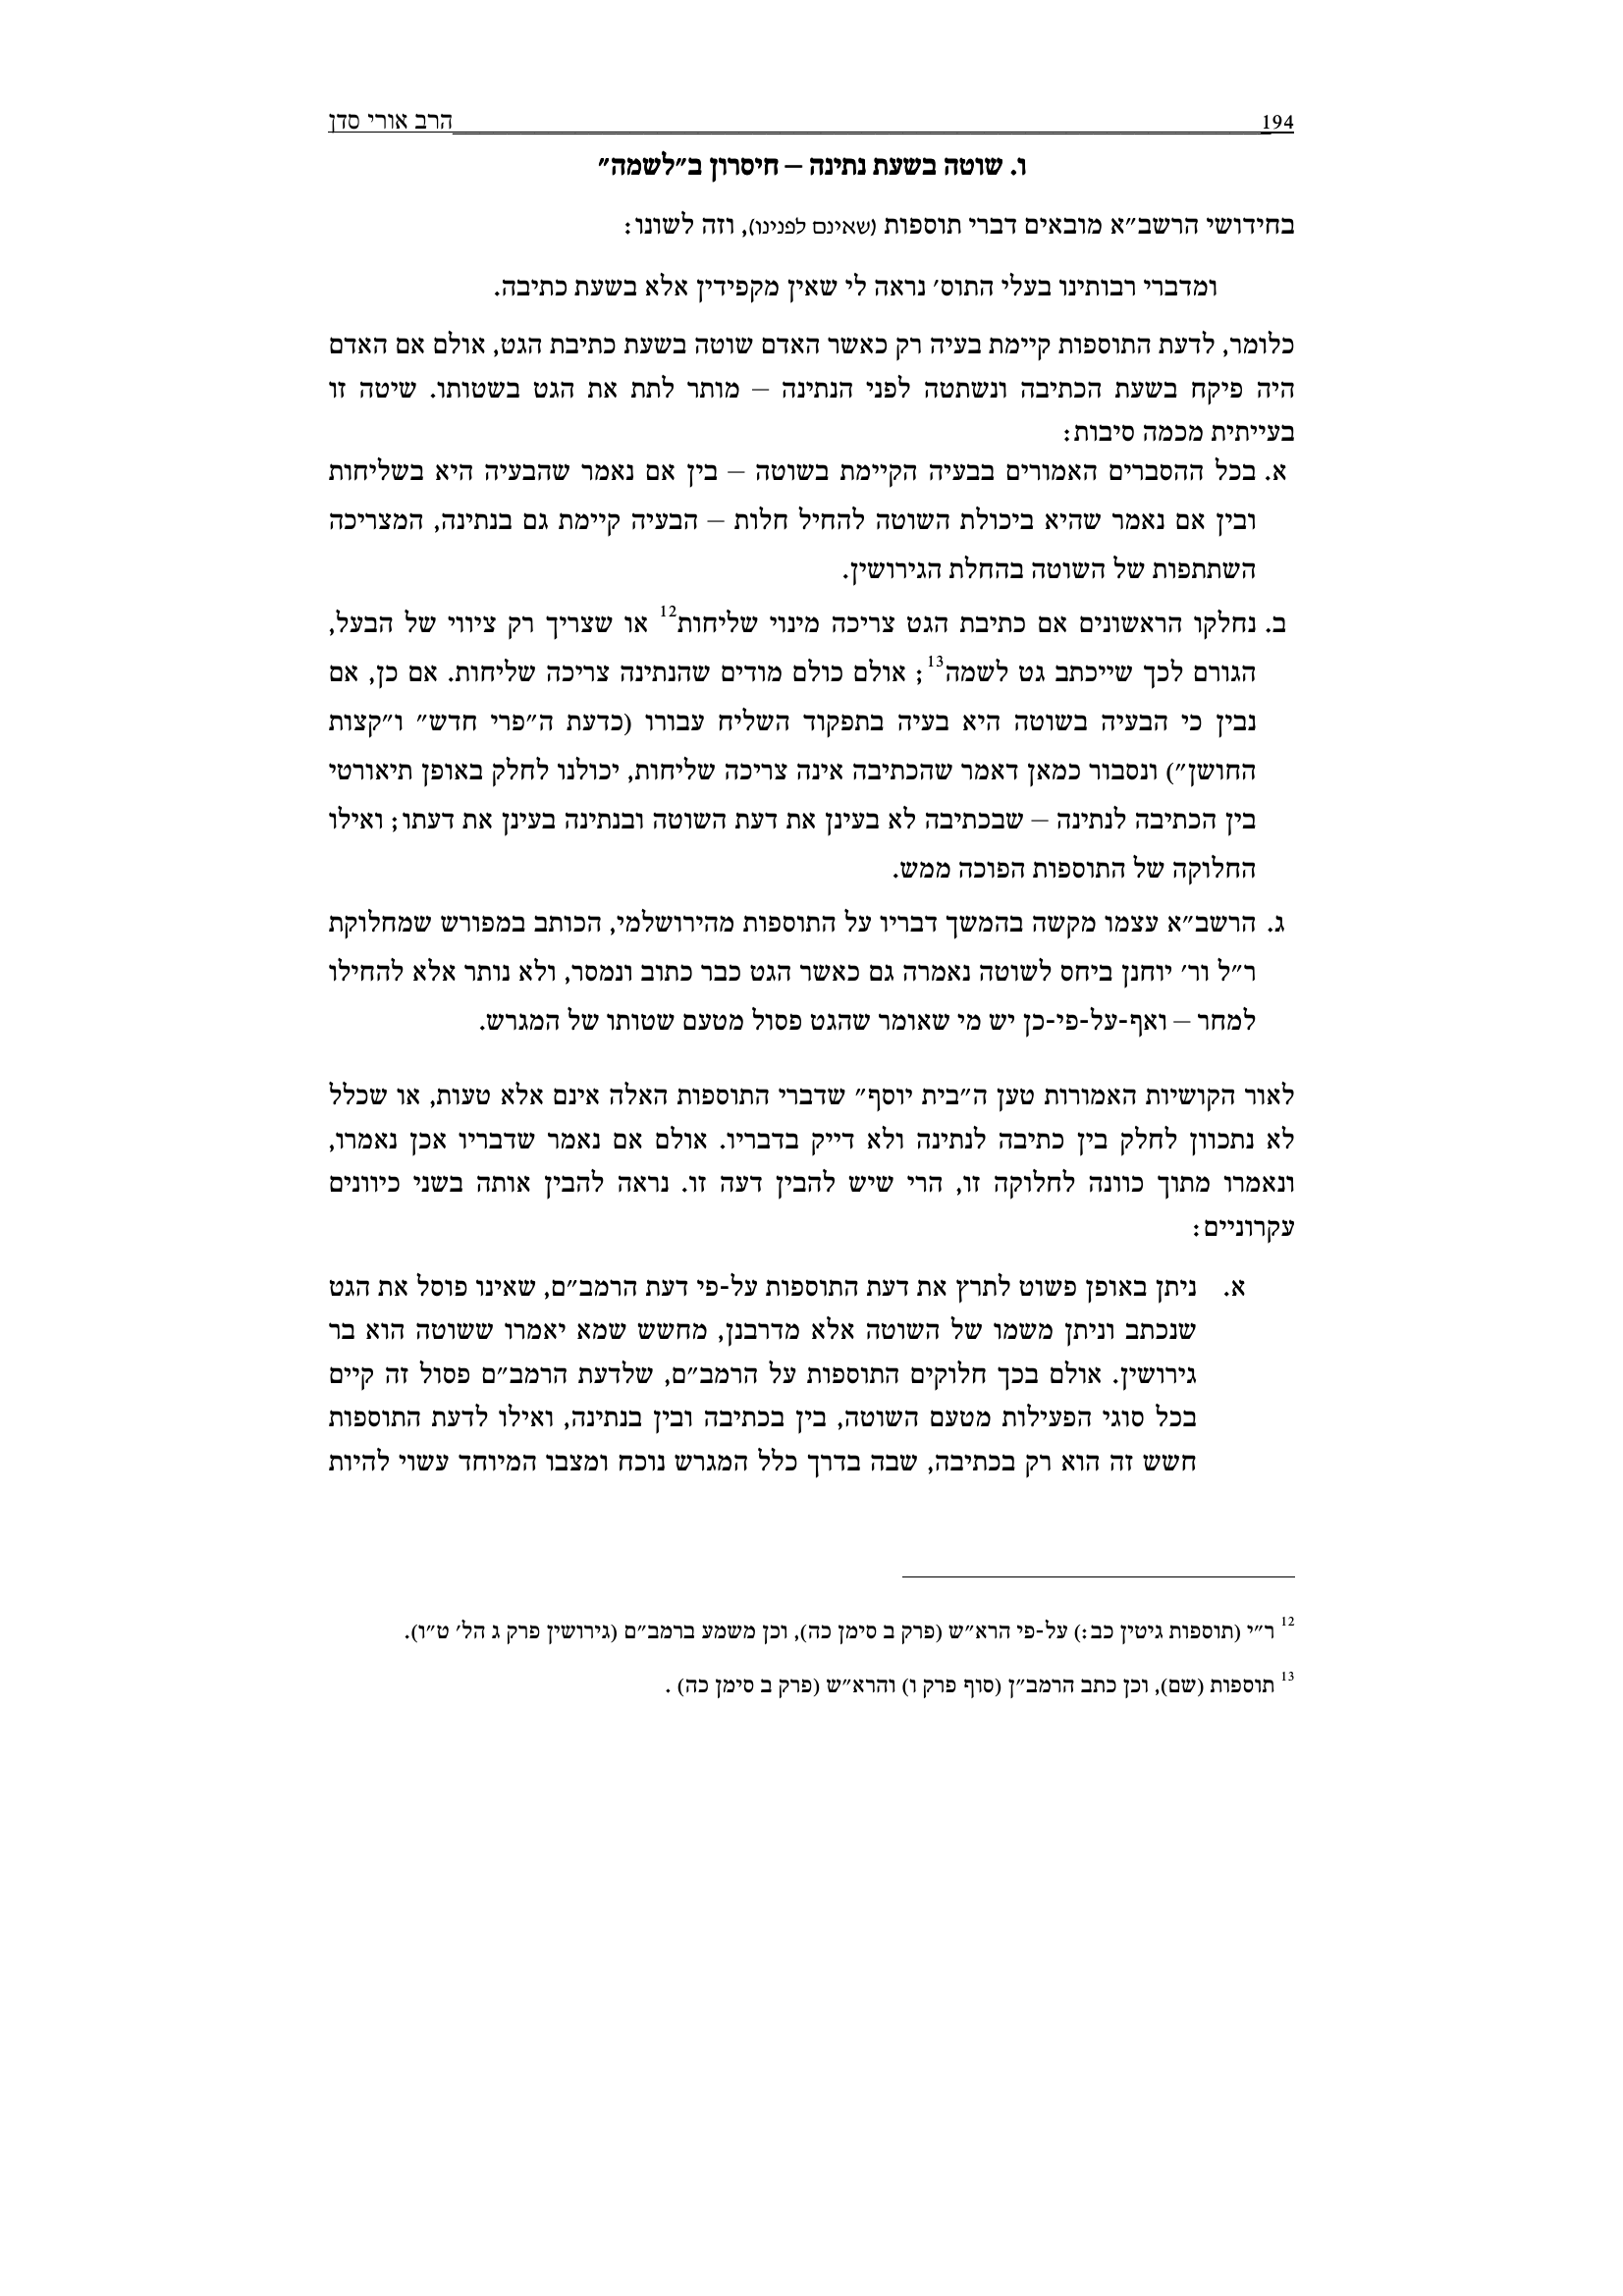 194 הרב אורי סדן
ו. שוטה בשעת נתינה – חיסרון ב״לשמה״
בחידושי הרשב״א מובאים דברי תוספות (שאינם לפנינו), וזה לשונו:
ומדברי רבותינו בעלי התוס׳ נראה לי שאין מקפידין אלא בשעת כתיבה.
כלומר, לדעת התוספות קיימת בעיה רק כאשר האדם שוטה בשעת כתיבת הגט, אולם אם האדם
היה פיקח בשעת הכתיבה ונשתטה לפני הנתינה – מותר לתת את הגט בשטותו. שיטה זו
בעייתית מכמה סיבות:
א. בכל ההסברים האמורים בבעיה הקיימת בשוטה – בין אם נאמר שהבעיה היא בשליחות
ובין אם נאמר שהיא ביכולת השוטה להחיל חלות – הבעיה קיימת גם בנתינה, המצריכה
השתתפות של השוטה בהחלת הגירושין.
ב. נחלקו הראשונים אם כתיבת הגט צריכה מינוי שליחות12 או שצריך רק ציווי של הבעל,
הגורם לכך שייכתב גט לשמה13; אולם כולם מודים שהנתינה צריכה שליחות. אם כן, אם
נבין כי הבעיה בשוטה היא בעיה בתפקוד השליח עבורו (כדעת ה״פרי חדש״ ו״קצות
החושן״) ונסבור כמאן דאמר שהכתיבה אינה צריכה שליחות, יכולנו לחלק באופן תיאורטי
בין הכתיבה לנתינה – שבכתיבה לא בעינן את דעת השוטה ובנתינה בעינן את דעתו; ואילו
החלוקה של התוספות הפוכה ממש.
ג. הרשב״א עצמו מקשה בהמשך דבריו על התוספות מהירושלמי, הכותב במפורש שמחלוקת
ר״ל ור׳ יוחנן ביחס לשוטה נאמרה גם כאשר הגט כבר כתוב ונמסר, ולא נותר אלא להחילו
למחר – ואף-על-פי-כן יש מי שאומר שהגט פסול מטעם שטותו של המגרש.
לאור הקושיות האמורות טען ה״בית יוסף״ שדברי התוספות האלה אינם אלא טעות, או שכלל
לא נתכוון לחלק בין כתיבה לנתינה ולא דייק בדבריו. אולם אם נאמר שדבריו אכן נאמרו,
ונאמרו מתוך כוונה לחלוקה זו, הרי שיש להבין דעה זו. נראה להבין אותה בשני כיוונים
עקרוניים:
א. ניתן באופן פשוט לתרץ את דעת התוספות על-פי דעת הרמב״ם, שאינו פוסל את הגט
שנכתב וניתן משמו של השוטה אלא מדרבנן, מחשש שמא יאמרו ששוטה הוא בר
גירושין. אולם בכך חלוקים התוספות על הרמב״ם, שלדעת הרמב״ם פסול זה קיים
בכל סוגי הפעילות מטעם השוטה, בין בכתיבה ובין בנתינה, ואילו לדעת התוספות
חשש זה הוא רק בכתיבה, שבה בדרך כלל המגרש נוכח ומצבו המיוחד עשוי להיות
12 ר״י (תוספות גיטין כב:) על-פי הרא״ש (פרק ב סימן כה), וכן משמע ברמב״ם (גירושין פרק ג הל׳ ט״ו).
13 תוספות (שם), וכן כתב הרמב״ן (סוף פרק ו) והרא״ש (פרק ב סימן כה) .